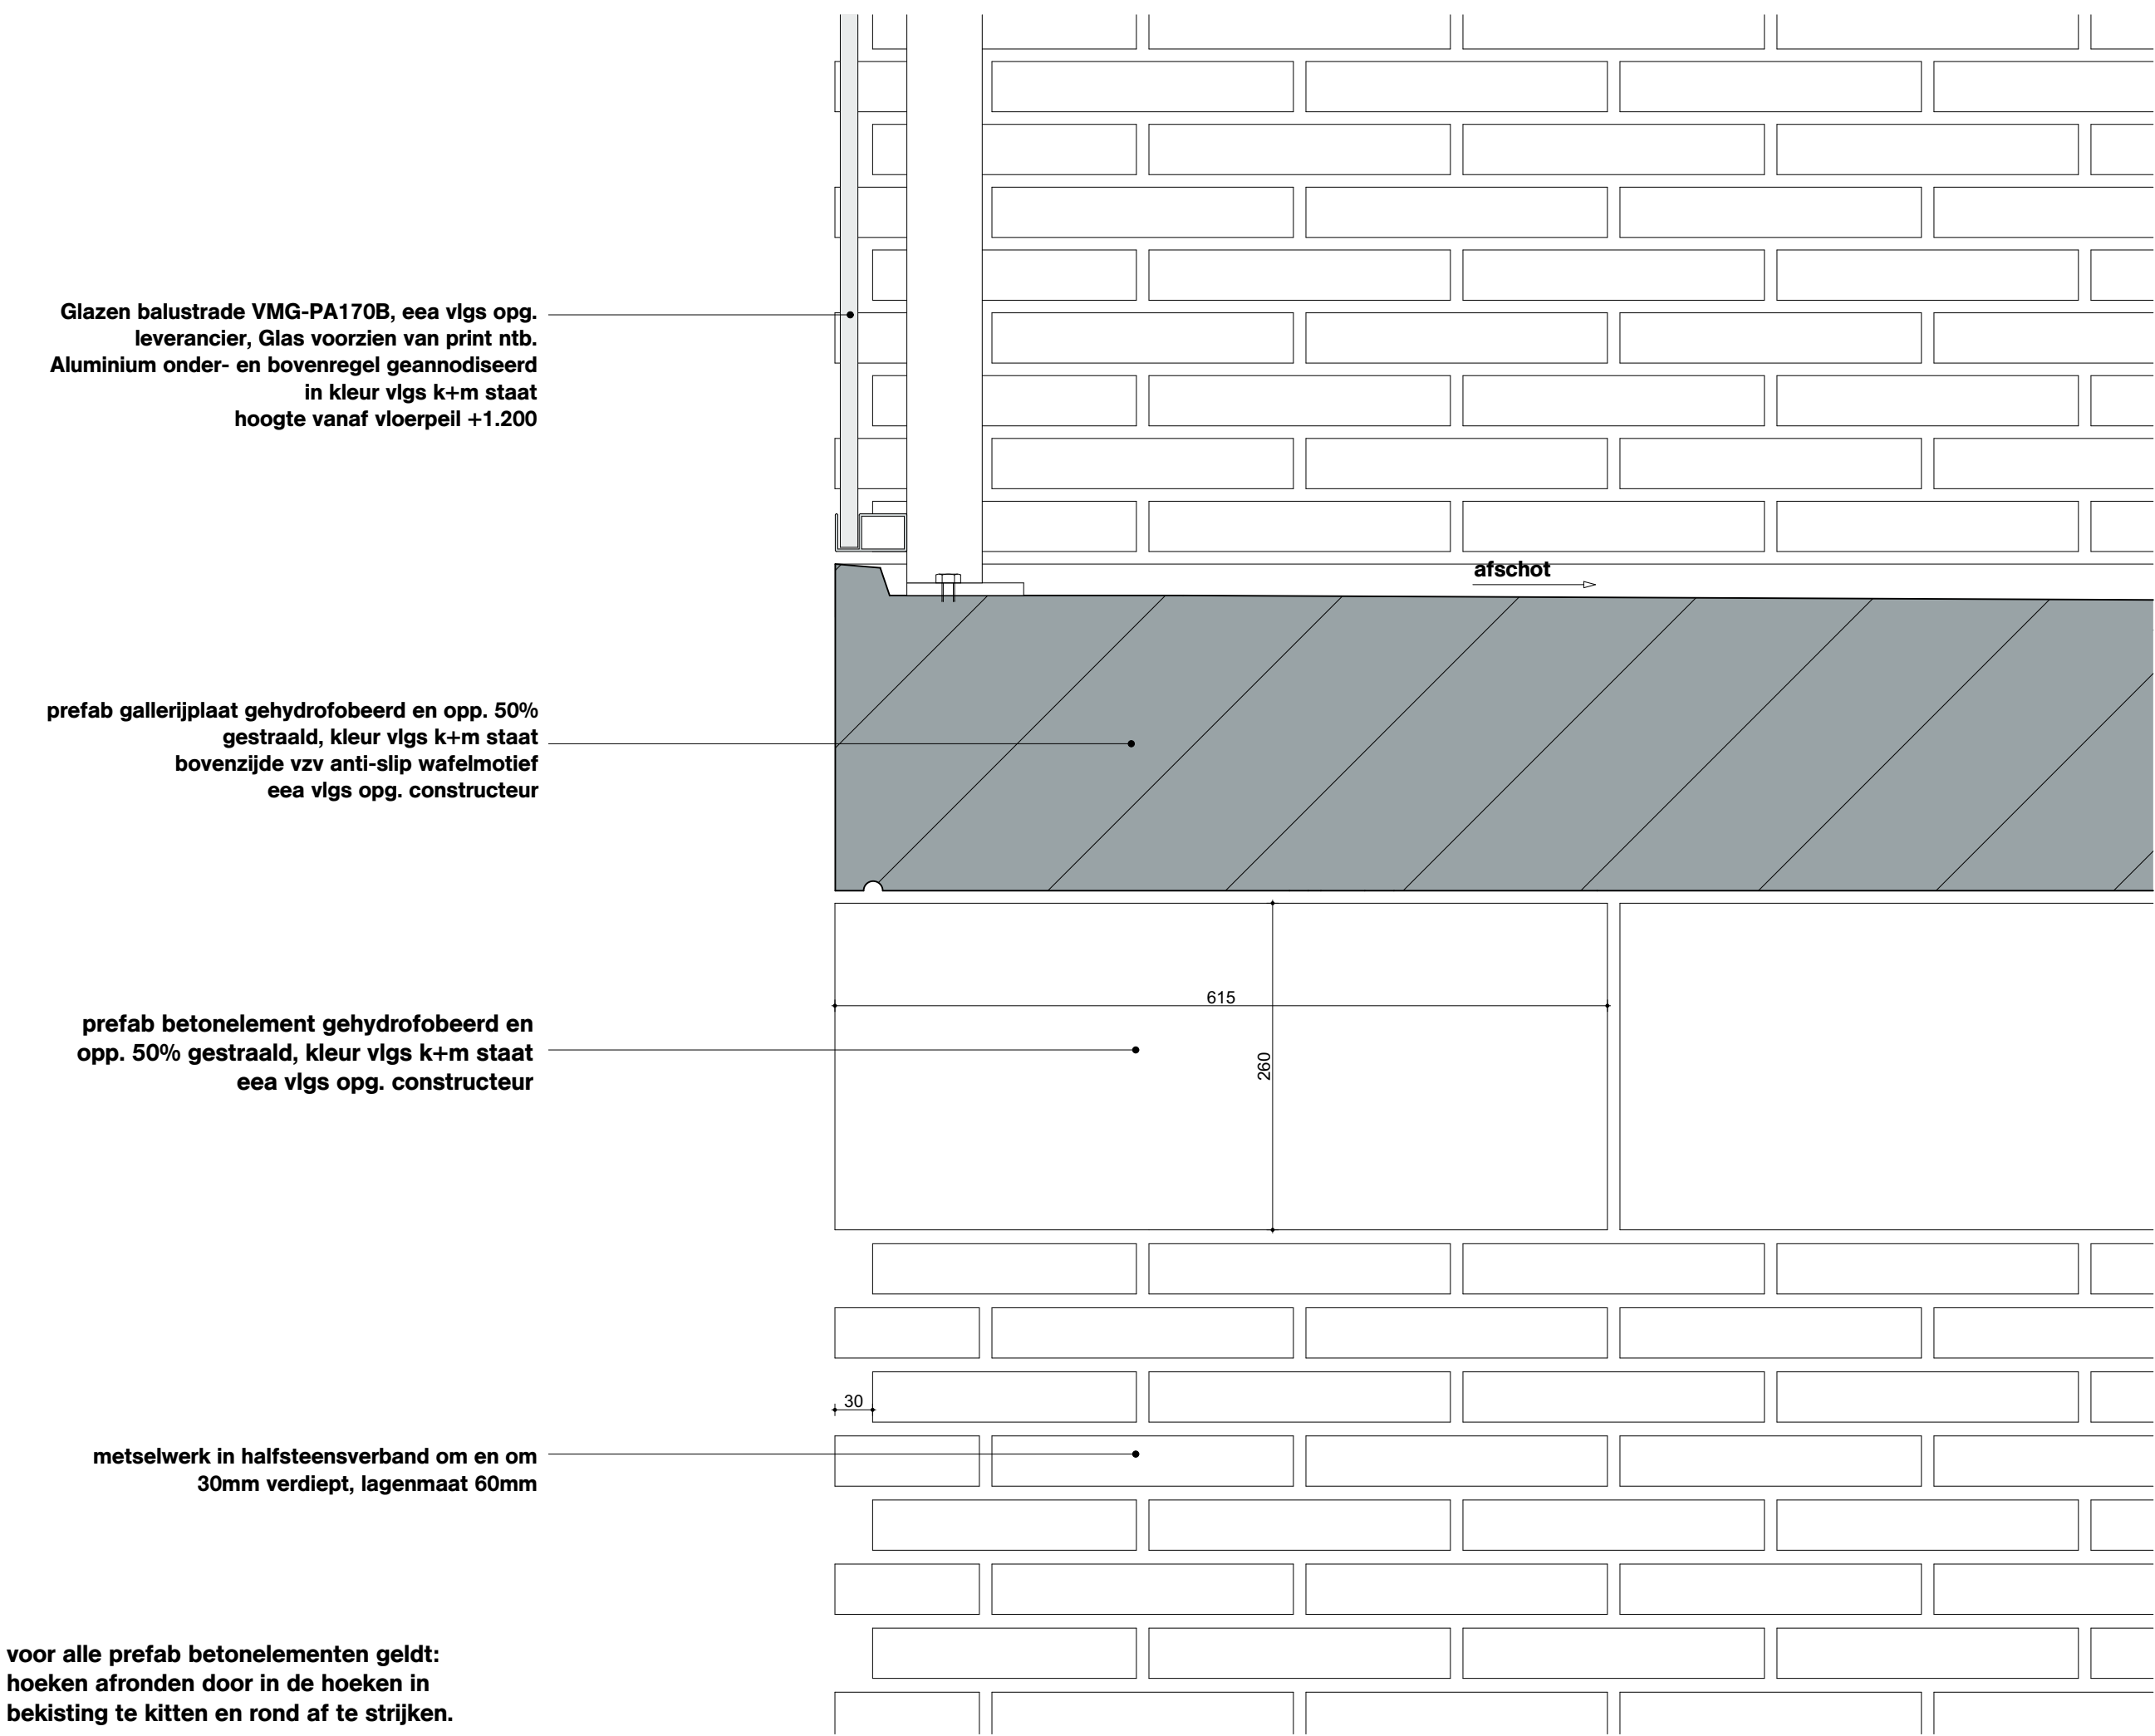 Glazen balustrade VMG-PA170B, eea vlgs opg.
leverancier, Glas voorzien van print ntb.
Aluminium onder- en bovenregel geannodiseerd
in kleur vlgs k+m staat
hoogte vanaf vloerpeil +1.200
afschot
prefab gallerijplaat gehydrofobeerd en opp. 50%
gestraald, kleur vlgs k+m staat
bovenzijde vzv anti-slip wafelmotief
eea vlgs opg. constructeur
615
260
prefab betonelement gehydrofobeerd en
opp. 50% gestraald, kleur vlgs k+m staat
eea vlgs opg. constructeur
30
metselwerk in halfsteensverband om en om
30mm verdiept, lagenmaat 60mm
voor alle prefab betonelementen geldt:
hoeken afronden door in de hoeken in
bekisting te kitten en rond af te strijken.